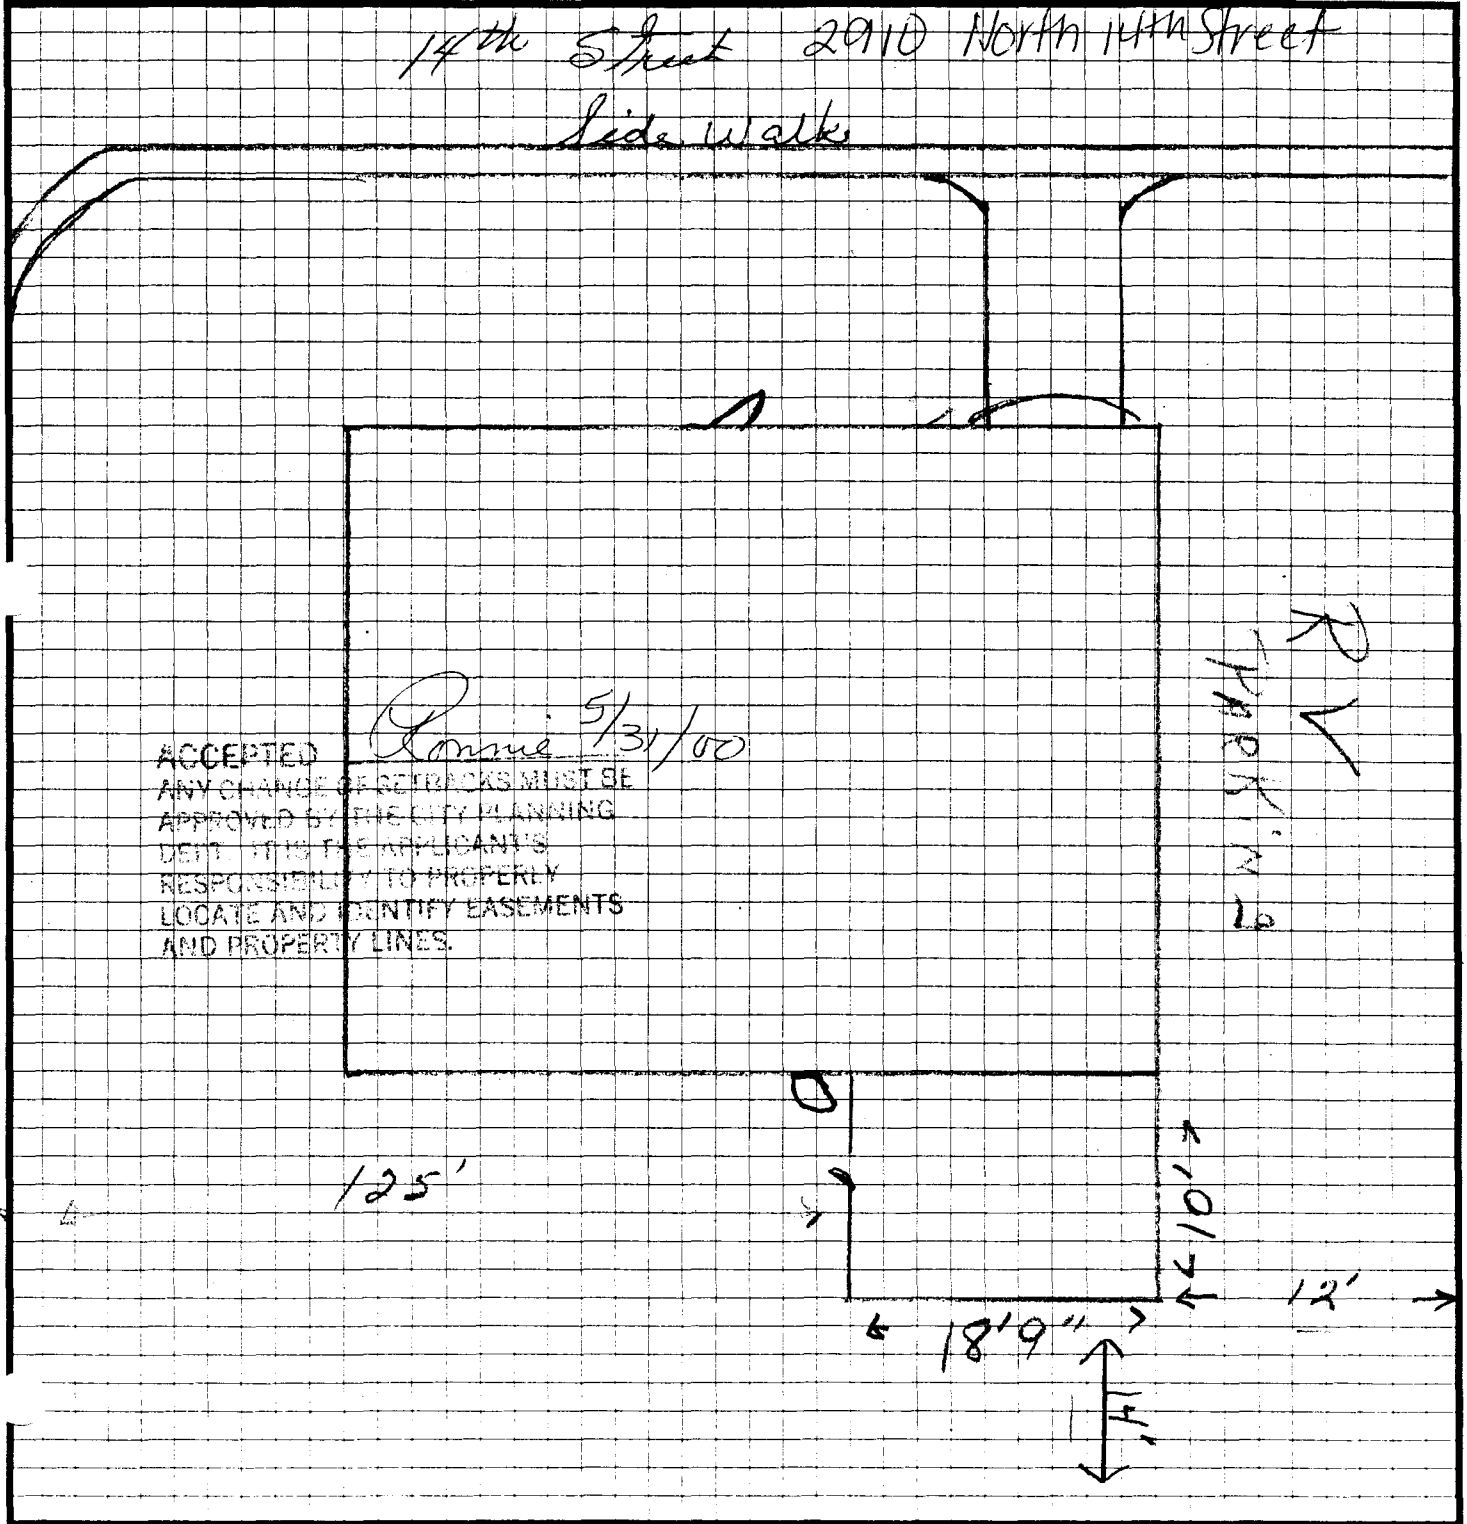 14th Street 2910 North 14th Street
Side Walk
RV
PARKING
Ronnie 5/31/00
ACCEPTED
ANY CHANGE OF SETBACKS MUST BE
APPROVED BY THE CITY PLANNING
DEPT. IT IS THE APPLICANT'S
RESPONSIBILITY TO PROPERLY
LOCATE AND IDENTIFY EASEMENTS
AND PROPERTY LINES.
125'
10'
12'
18'9"